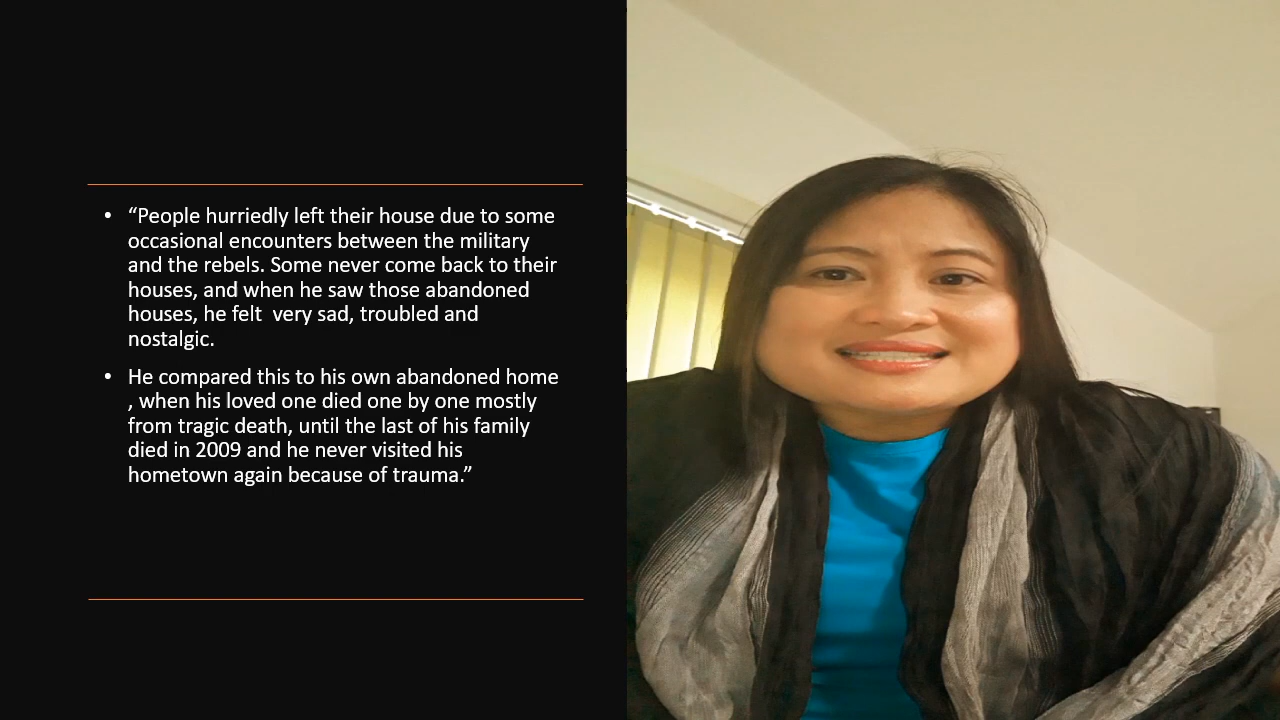 • “People hurriedly left their house due to some
occasional encounters between the military
and the rebels. Some never come back to their
houses, and when he saw those abandoned
houses, he felt  very sad, troubled and
nostalgic.
• He compared this to his own abandoned home
, when his loved one died one by one mostly
from tragic death, until the last of his family
died in 2009 and he never visited his
hometown again because of trauma.”